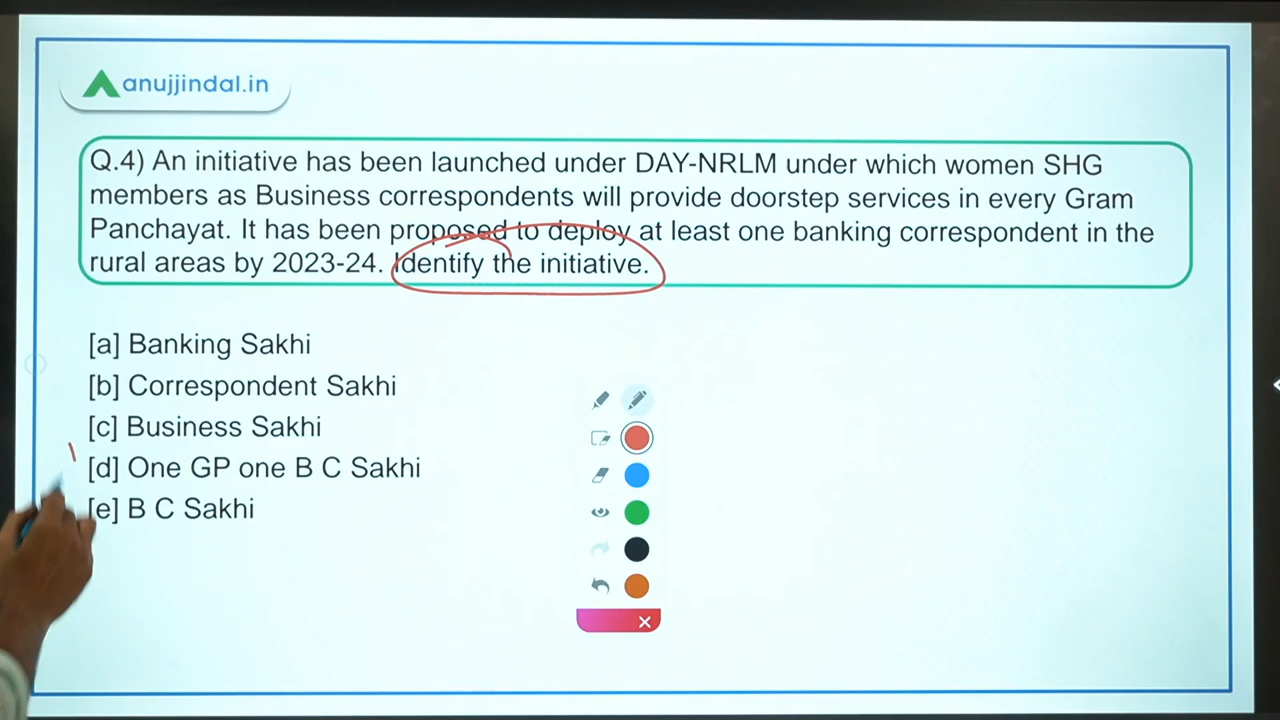 anujjindal.in
Q.4) An initiative has been launched under DAY-NRLM under which women SHG
members as Business correspondents will provide doorstep services in every Gram
Panchayat. It has been proposed to deploy at least one banking correspondent in the
rural areas by 2023-24. Identify the initiative.
[a] Banking Sakhi
[b] Correspondent Sakhi
[c] Business Sakhi
[d] One GP one B C Sakhi
[e] B C Sakhi